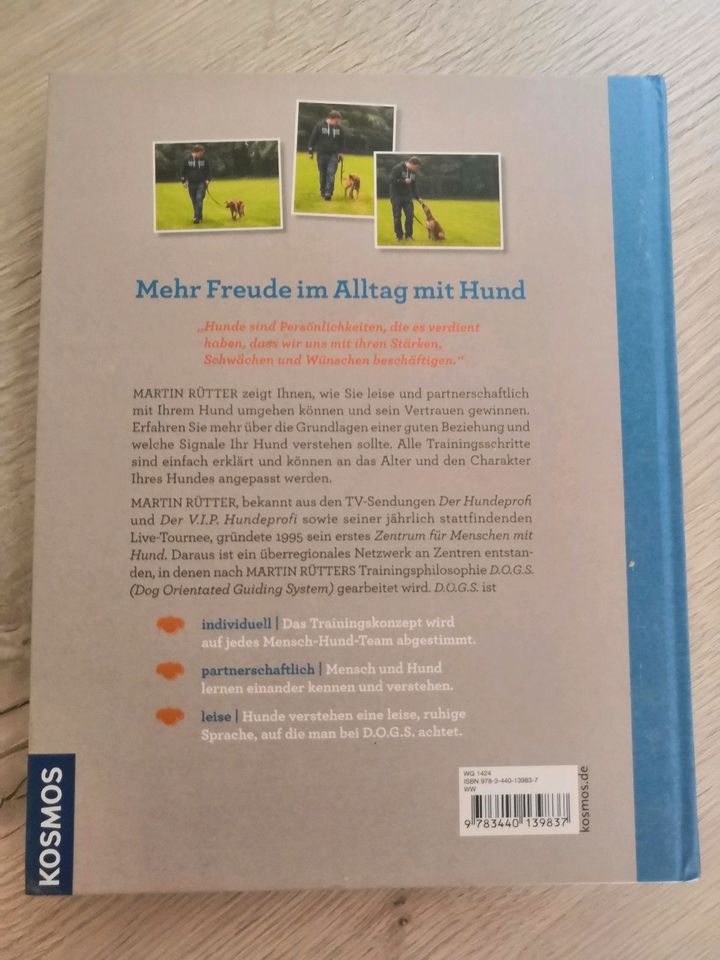 Mehr Freude im Alltag mit Hund
„Hunde sind Persönlichkeiten, die es verdient
haben, dass wir uns mit ihren Stärken,
Schwächen und Wünschen beschäftigen.“
MARTIN RÜTTER zeigt Ihnen, wie Sie leise und partnerschaftlich
mit Ihrem Hund umgehen können und sein Vertrauen gewinnen.
Erfahren Sie mehr über die Grundlagen einer guten Beziehung und
welche Signale Ihr Hund verstehen sollte. Alle Trainingsschritte
sind einfach erklärt und können an das Alter und den Charakter
Ihres Hundes angepasst werden.
MARTIN RÜTTER, bekannt aus den TV-Sendungen Der Hundeprofi
und Der V.I.P. Hundeprofi sowie seiner jährlich stattfindenden
Live-Tournee, gründete 1995 sein erstes Zentrum für Menschen mit
Hund. Daraus ist ein überregionales Netzwerk an Zentren entstan-
den, in denen nach MARTIN RÜTTERS Trainingsphilosophie D.O.G.S.
(Dog Orientated Guiding System) gearbeitet wird. D.O.G.S. ist
individuell | Das Trainingskonzept wird
auf jedes Mensch-Hund-Team abgestimmt.
partnerschaftlich | Mensch und Hund
lernen einander kennen und verstehen.
leise | Hunde verstehen eine leise, ruhige
Sprache, auf die man bei D.O.G.S. achtet.
KOSMOS
WG 1424
ISBN 978-3-440-13983-7
WW
9 783440 139837
kosmos.de